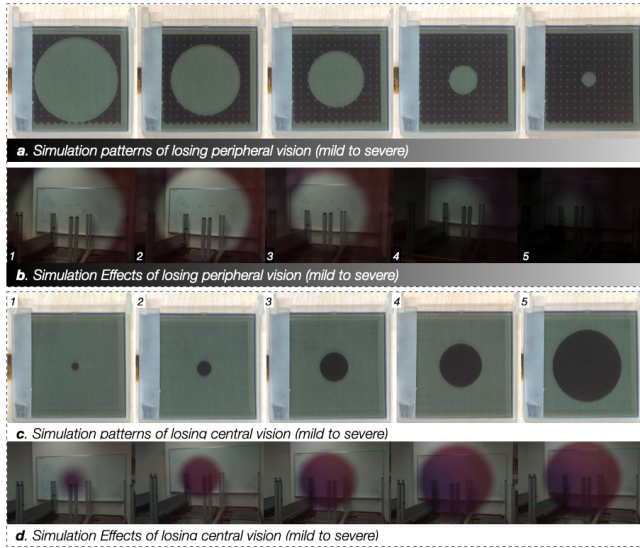 a. Simulation patterns of losing peripheral vision (mild to severe)
1 2 3 4 5
b. Simulation Effects of losing peripheral vision (mild to severe)
1 2 3 4 5
c. Simulation patterns of losing central vision (mild to severe)
d. Simulation Effects of losing central vision (mild to severe)